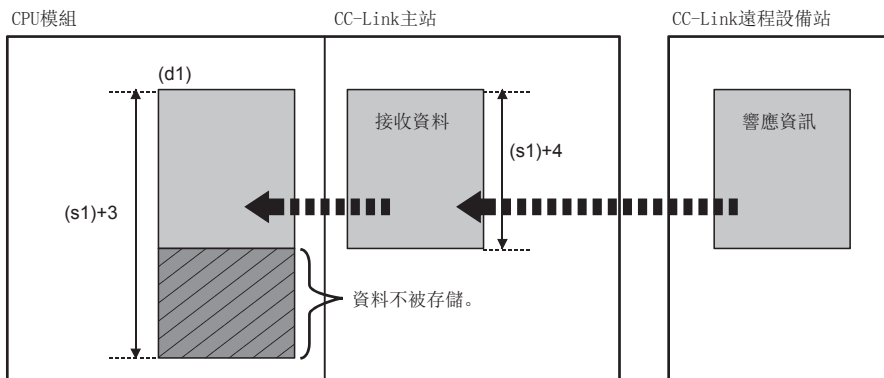 CPU模組
CC-Link主站
CC-Link遠程設備站
(d1)
接收資料
響應資訊
(s1)+4
(s1)+3
資料不被存儲。